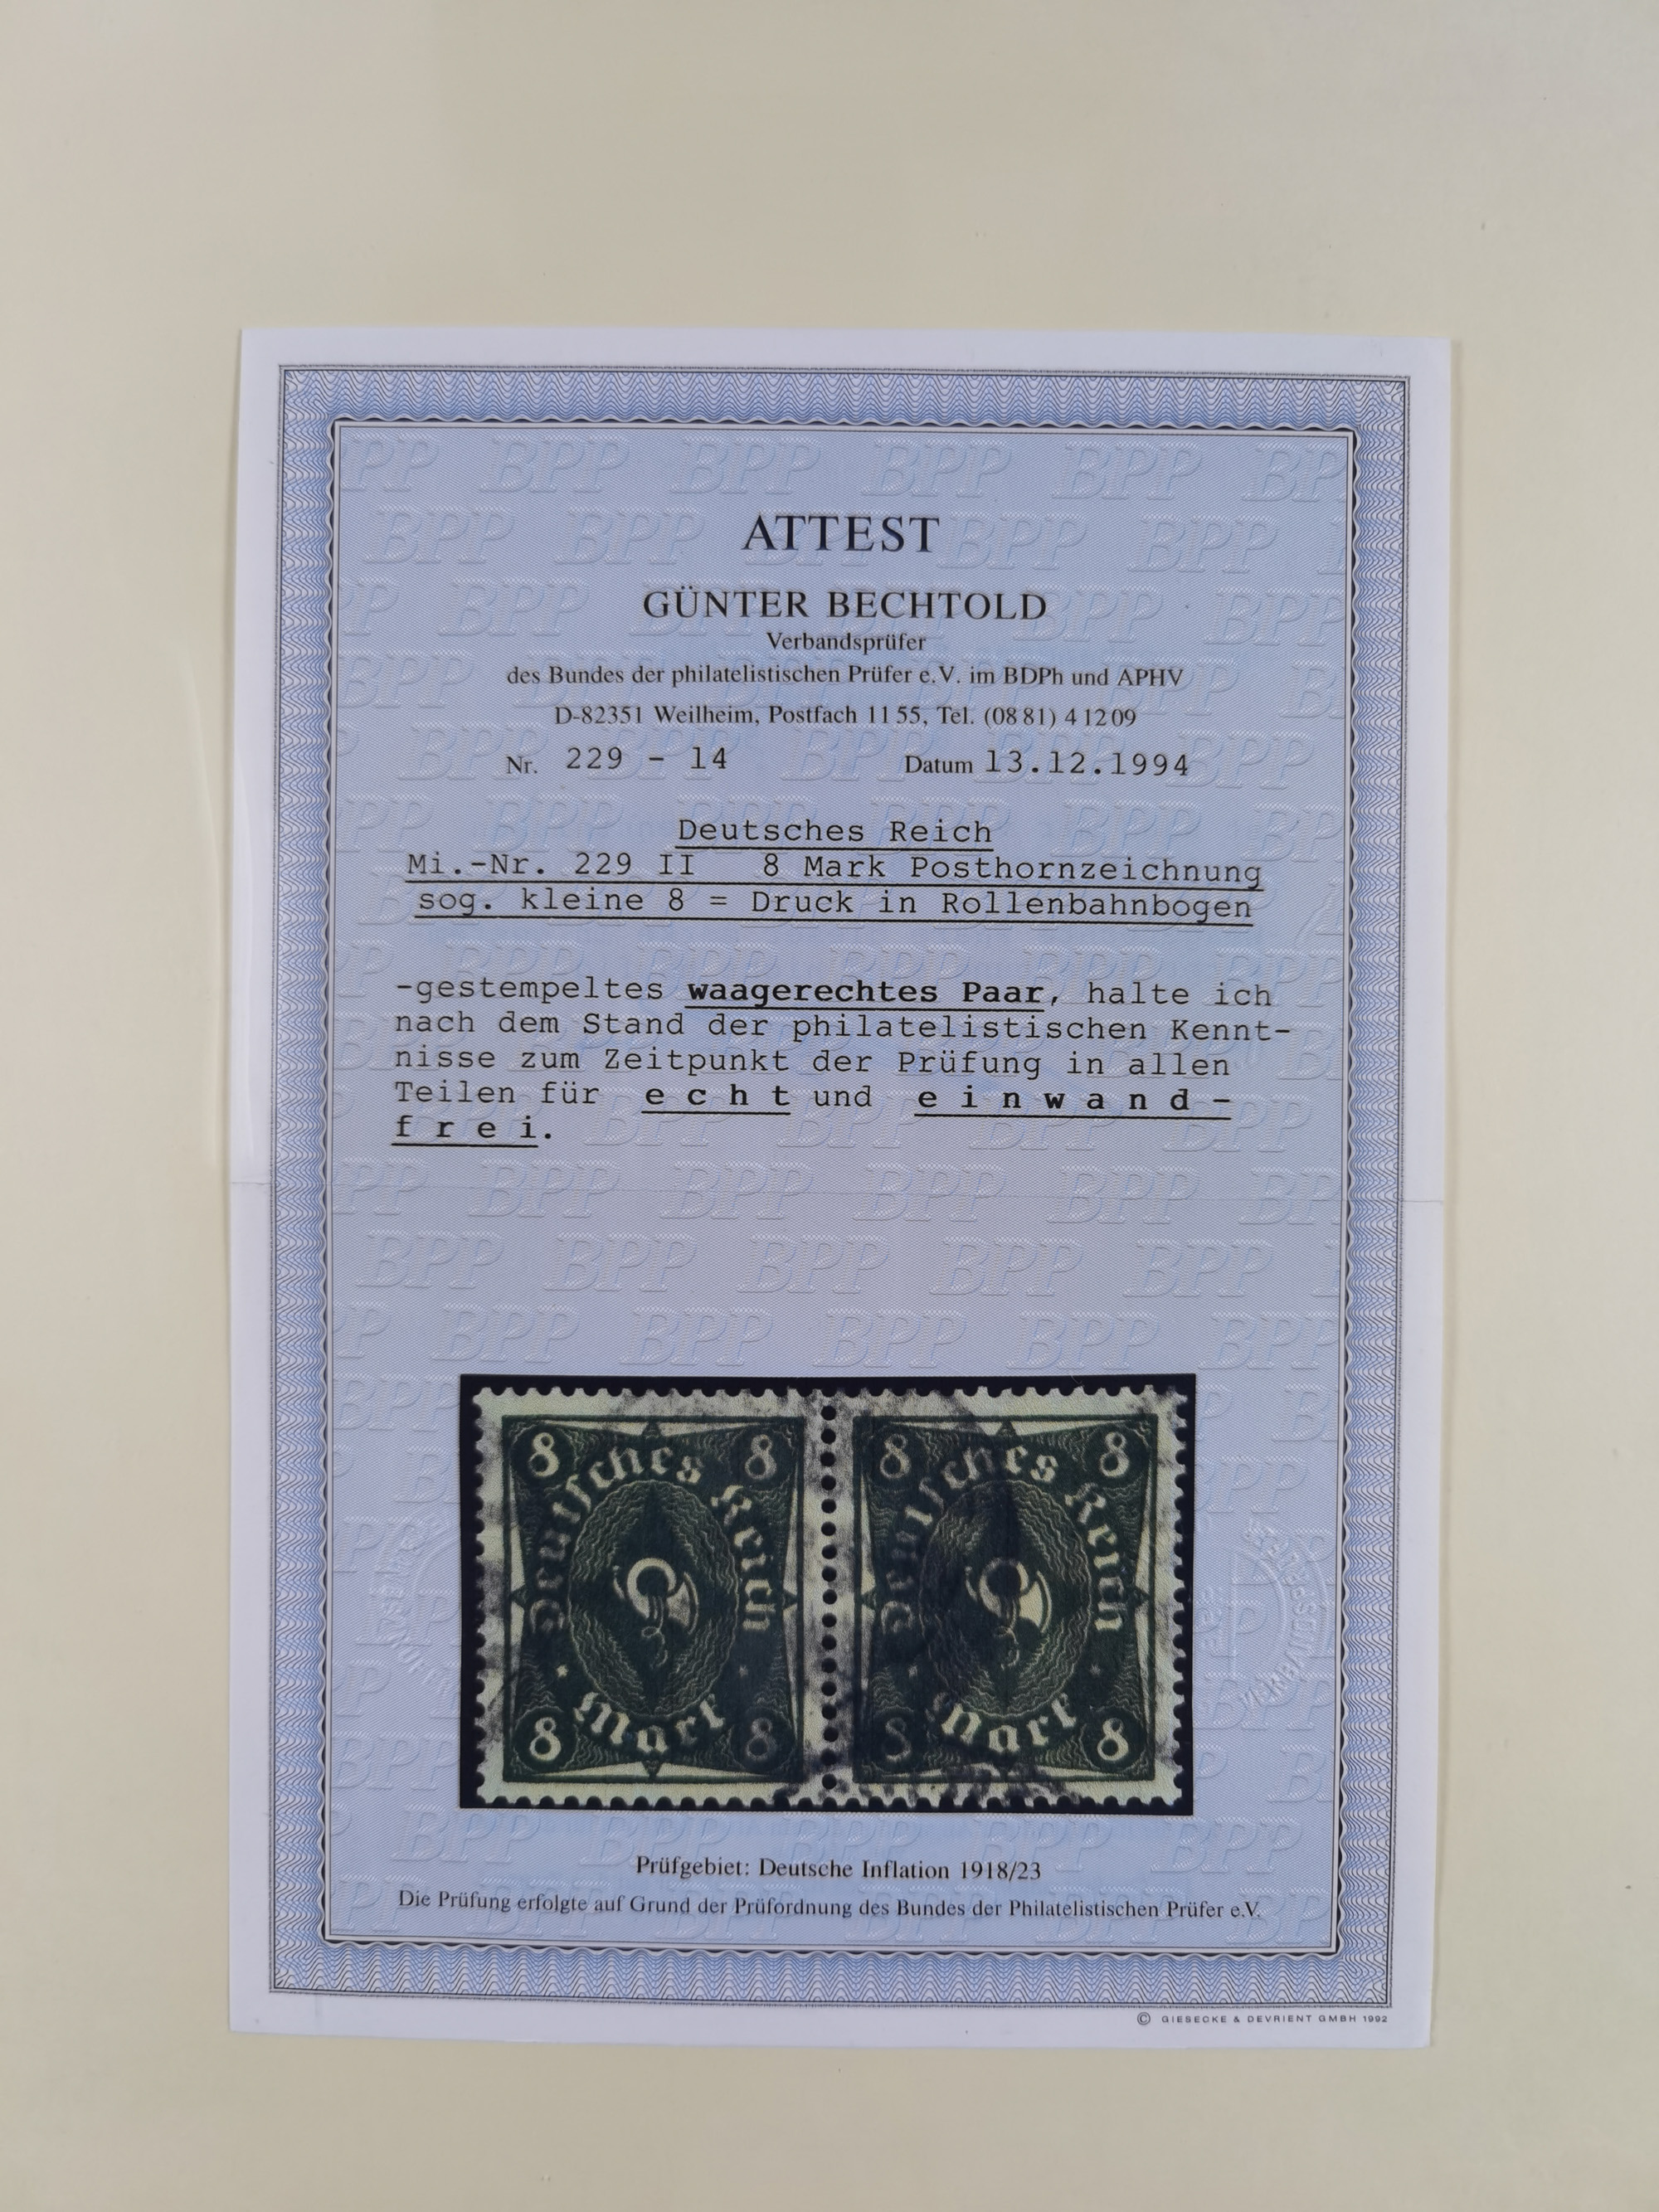 ATTEST
GÜNTER BECHTOLD
Verbandsprüfer
des Bundes der philatelistischen Prüfer e.V. im BDPh und APHV
D-82351 Weilheim, Postfach 11 55, Tel. (08 81) 4 12 09
Nr. 229 - 14 Datum 13.12.1994
Deutsches Reich
Mi.-Nr. 229 II 8 Mark Posthornzeichnung
sog. kleine 8 = Druck in Rollenbahnbogen
-gestempeltes waagerechtes Paar, halte ich
nach dem Stand der philatelistischen Kennt-
nisse zum Zeitpunkt der Prüfung in allen
Teilen für e c h t und e i n w a n d -
f r e i.
8 8 8 8
Deutsches Reich Deutsches Reich
Mark Mark
8 8 8 8
Prüfgebiet: Deutsche Inflation 1918/23
Die Prüfung erfolgte auf Grund der Prüfordnung des Bundes der Philatelistischen Prüfer e.V.
© GIESECKE & DEVRIENT GMBH 1992